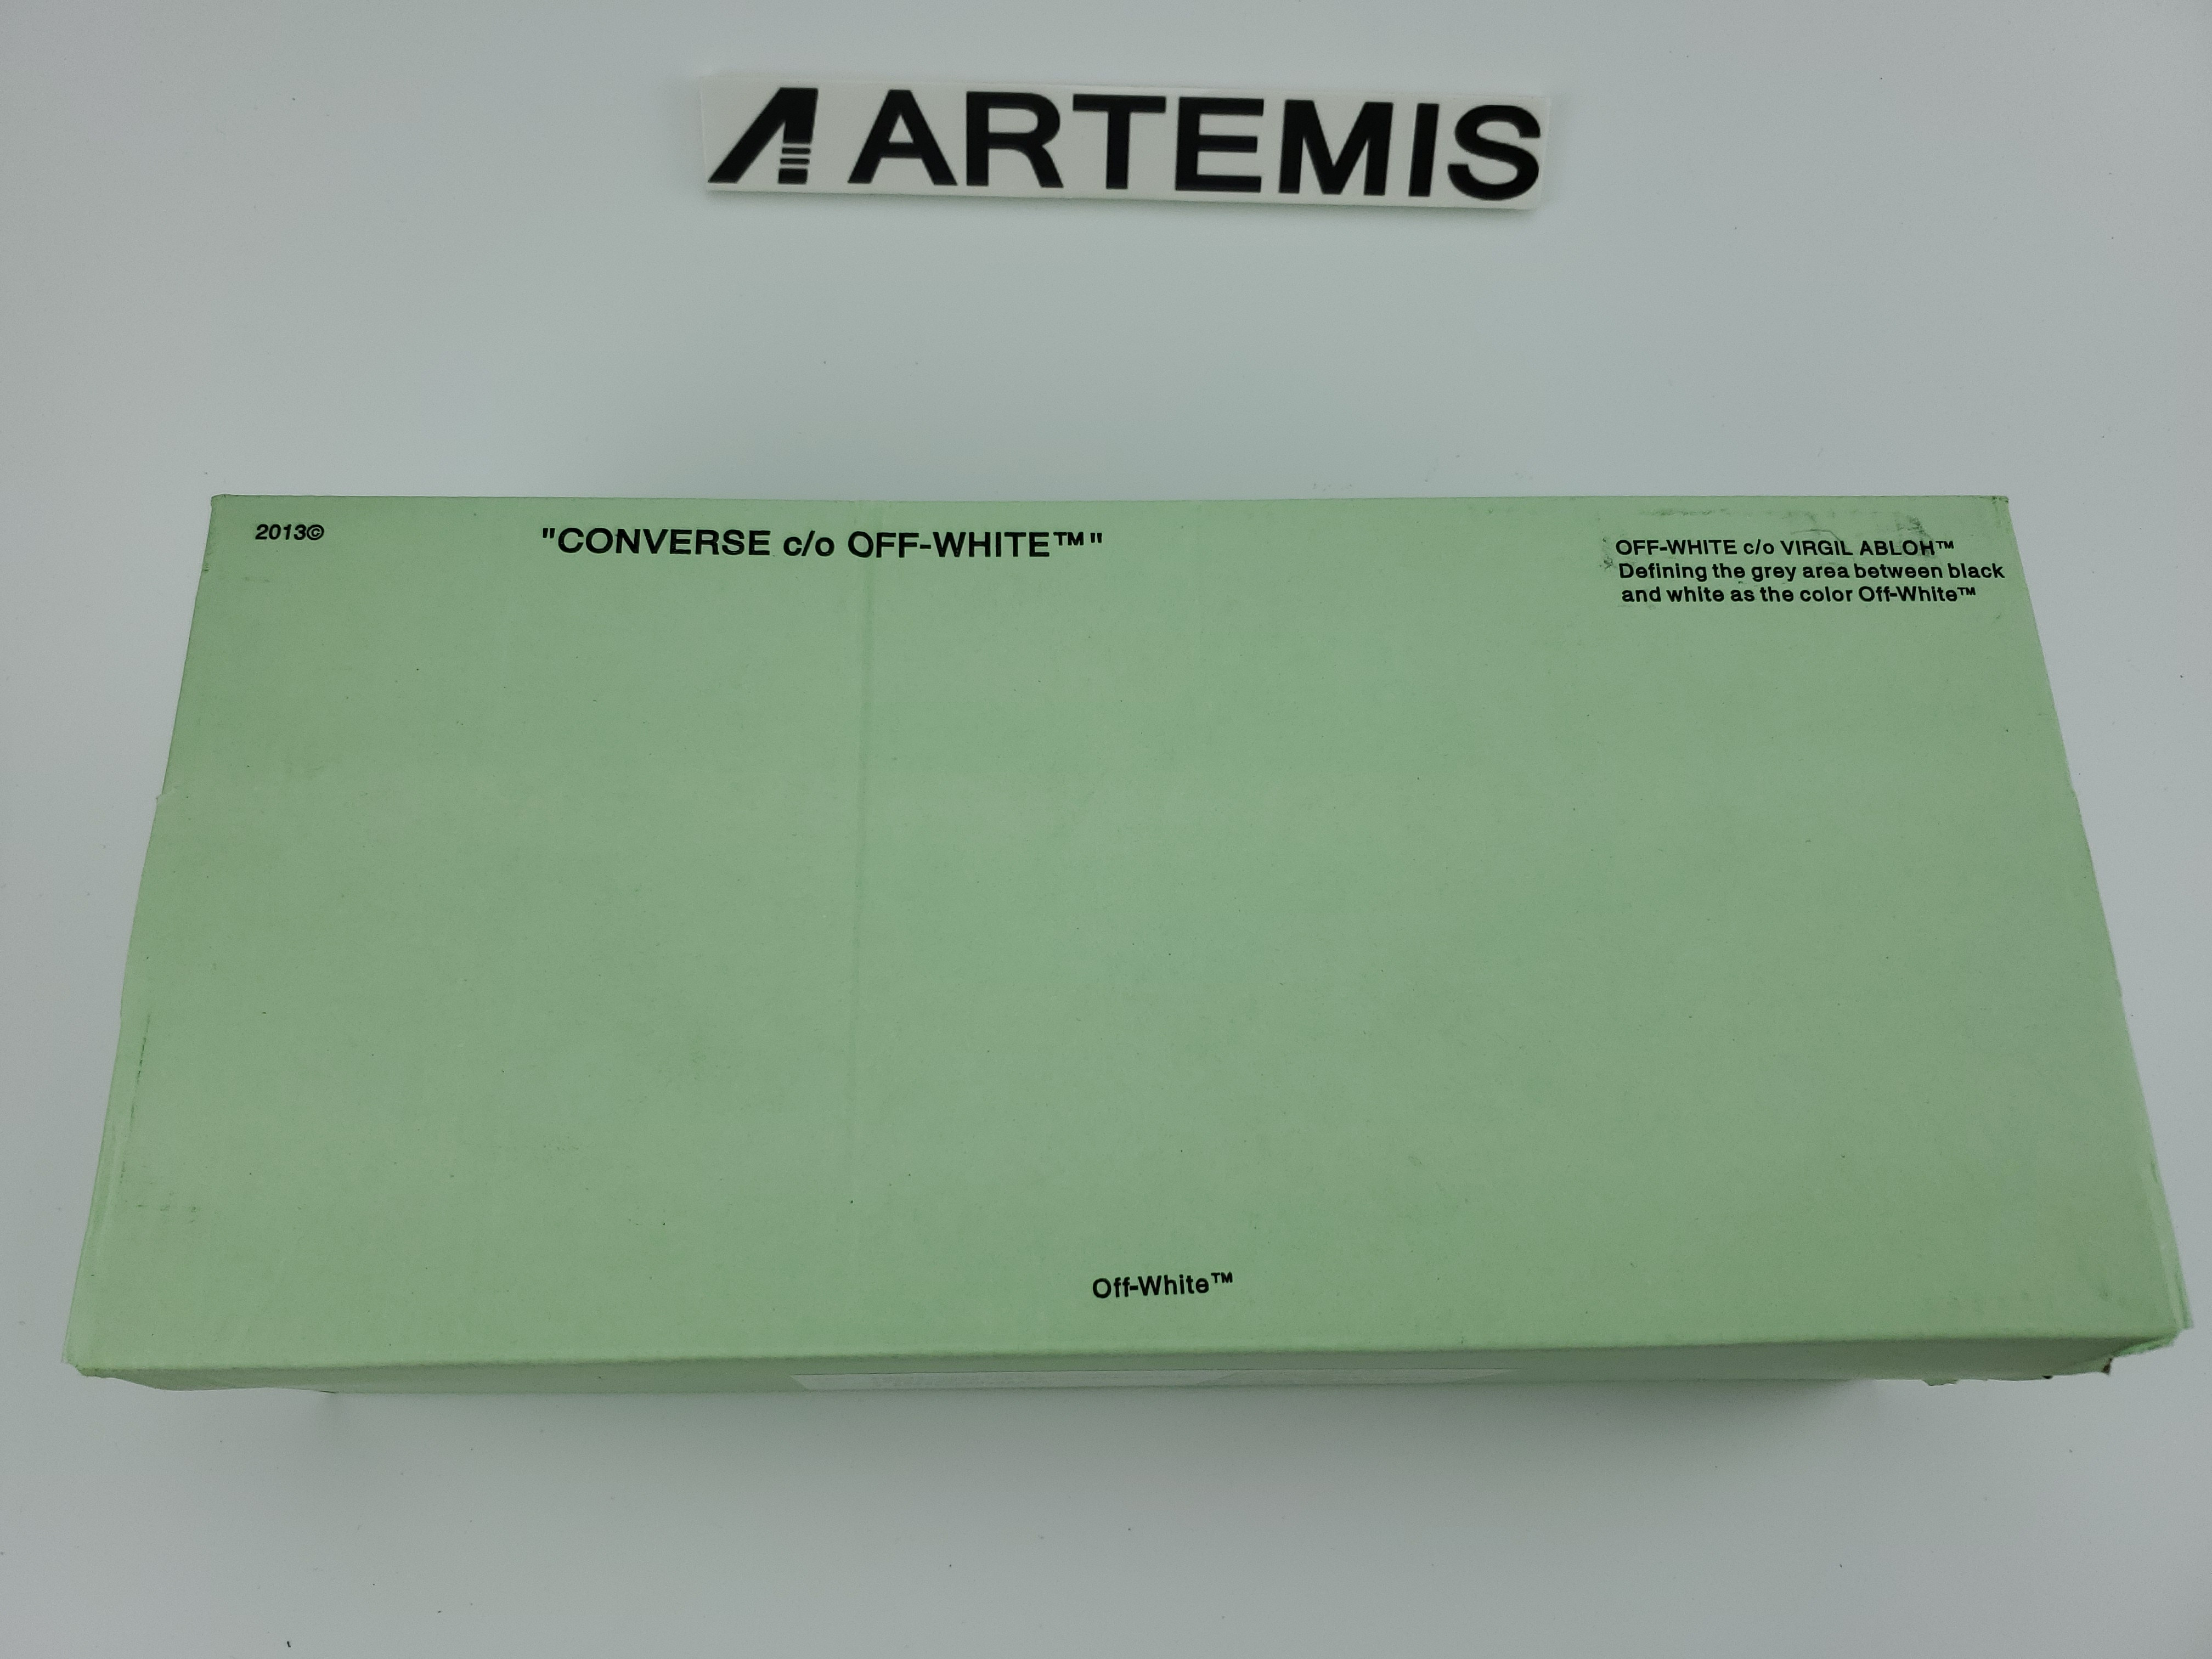 ARTEMIS
2013©
"CONVERSE c/o OFF-WHITE™"
OFF-WHITE c/o VIRGIL ABLOH™
Defining the grey area between black
and white as the color Off-White™
Off-White™